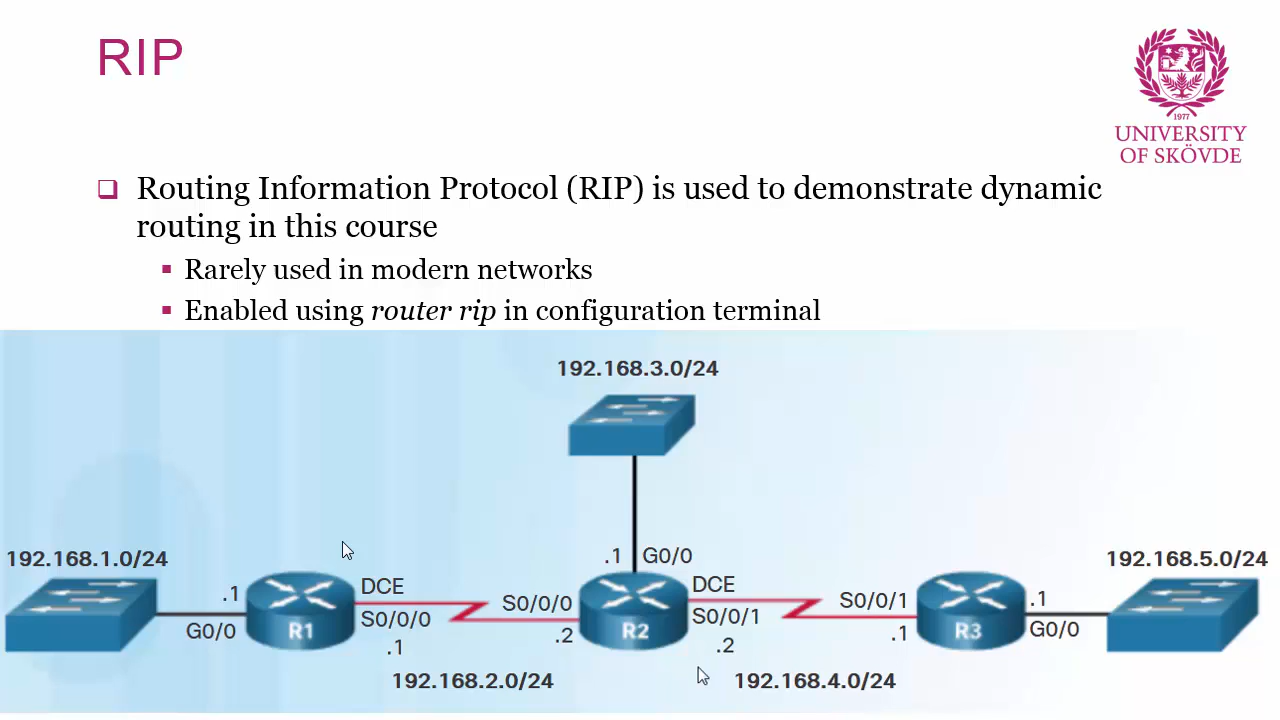 RIP
1977
UNIVERSITY
OF SKÖVDE
Routing Information Protocol (RIP) is used to demonstrate dynamic
routing in this course
Rarely used in modern networks
Enabled using router rip in configuration terminal
192.168.3.0/24
.1 G0/0
192.168.1.0/24
192.168.5.0/24
.1
G0/0
R1
DCE
S0/0/0
.1
S0/0/0
.2
R2
DCE
S0/0/1
.2
S0/0/1
.1
R3
.1
G0/0
192.168.2.0/24
192.168.4.0/24